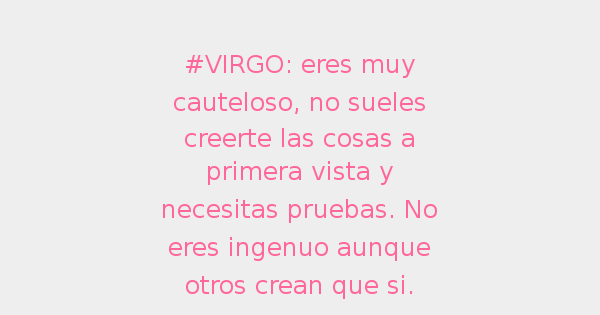 #VIRGO: eres muy
cauteloso, no sueles
creerte las cosas a
primera vista y
necesitas pruebas. No
eres ingenuo aunque
otros crean que si.